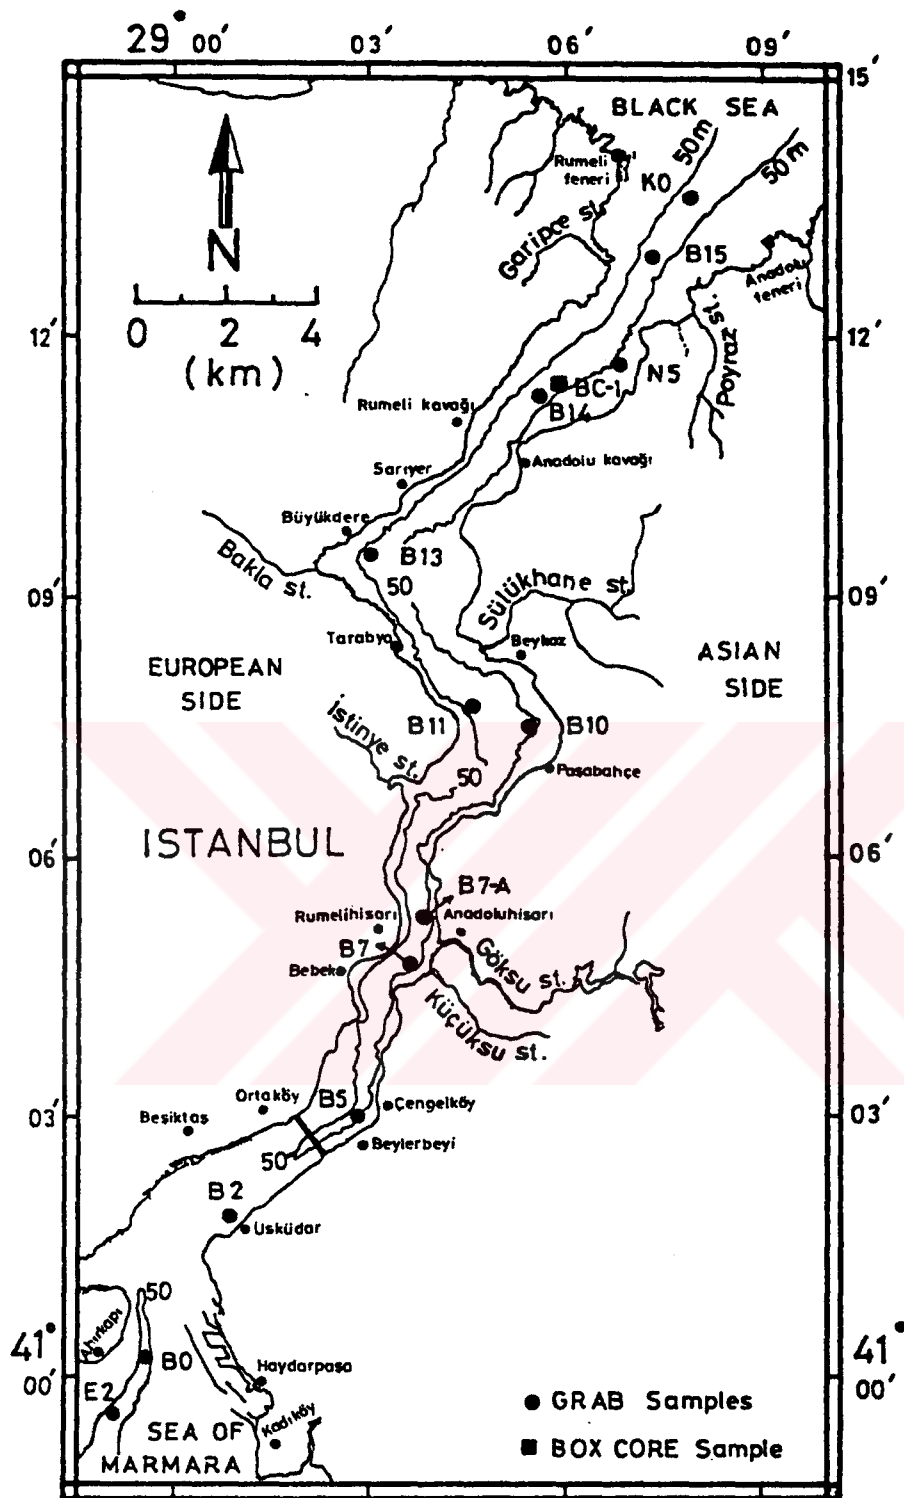 29° 00′ 03′ 06′ 09′
15′
BLACK SEA
50m
50m
Rumeli
feneri
K0
Garipçe st.
B15
Anadolu
feneri
N
0 2 4
(km)
12′ 12′
Poyraz st.
N5
BC-1
B14
Rumeli kavağı
Anadolu kavağı
Sarıyer
Büyükdere
B13
Bakla st.
50
09′ 09′
Sülükhane st.
Tarabya
Beykoz
EUROPEAN
SIDE
ASIAN
SIDE
B11
B10
İstinye st.
50
Paşabahçe
İSTANBUL
06′ 06′
B7-A
Rumelihisarı
Anadoluhisarı
B7
Bebek
Göksu st.
Küçüksu st.
Ortaköy
B5
Çengelköy
03′ 03′
Beşiktaş
Beylerbeyi
50
B2
Usküdar
50
Ahırkapı
41° 41°
00′ 00′
B0
Haydarpaşa
E2
Kadıköy
SEA OF
MARMARA
GRAB Samples
BOX CORE Sample